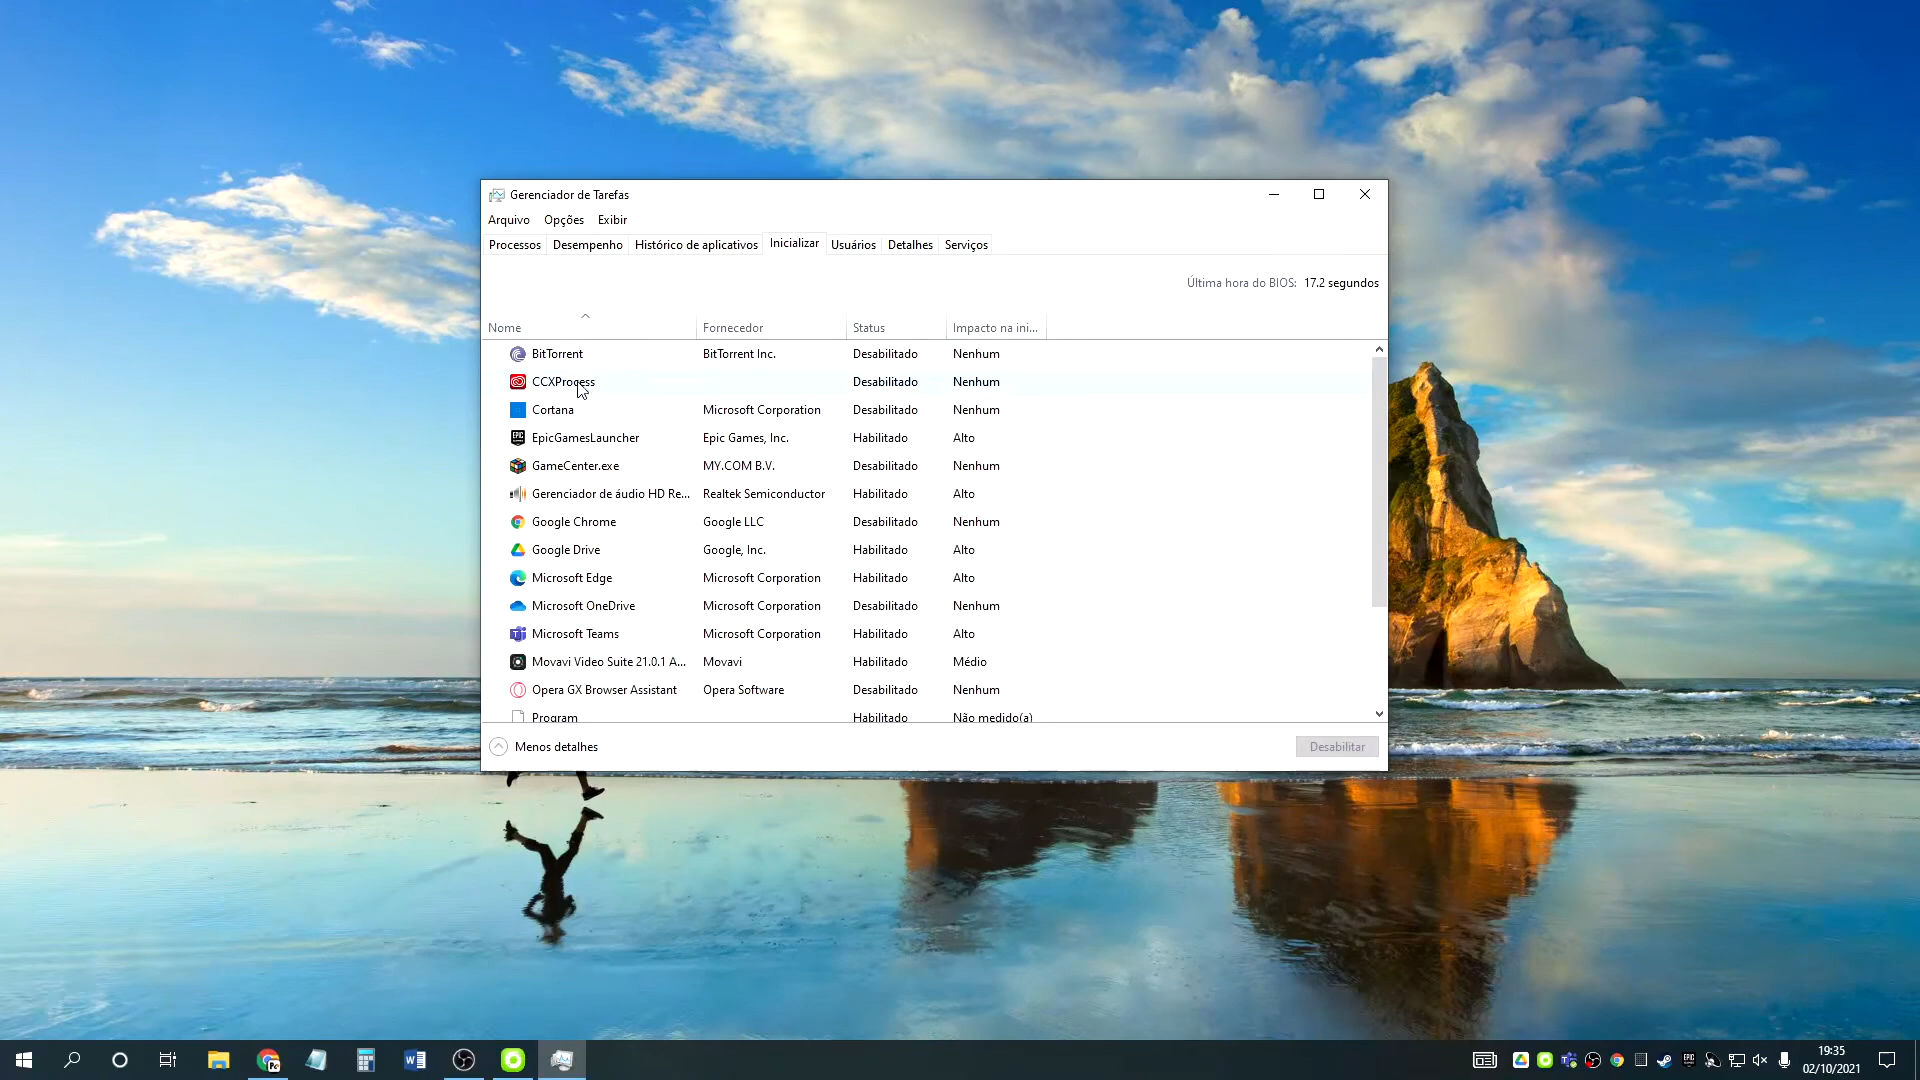 Gerenciador de Tarefas
Arquivo Opções Exibir
Processos Desempenho Histórico de aplicativos Inicializar Usuários Detalhes Serviços
Última hora do BIOS: 17.2 segundos
Nome Fornecedor Status Impacto na ini...
BitTorrent BitTorrent Inc. Desabilitado Nenhum
CCXProcess Desabilitado Nenhum
Cortana Microsoft Corporation Desabilitado Nenhum
EpicGamesLauncher Epic Games, Inc. Habilitado Alto
GameCenter.exe MY.COM B.V. Desabilitado Nenhum
Gerenciador de áudio HD Re... Realtek Semiconductor Habilitado Alto
Google Chrome Google LLC Desabilitado Nenhum
Google Drive Google, Inc. Habilitado Alto
Microsoft Edge Microsoft Corporation Habilitado Alto
Microsoft OneDrive Microsoft Corporation Desabilitado Nenhum
Microsoft Teams Microsoft Corporation Habilitado Alto
Movavi Video Suite 21.0.1 A... Movavi Habilitado Médio
Opera GX Browser Assistant Opera Software Desabilitado Nenhum
Program Habilitado Não medido(a)
Menos detalhes Desabilitar
19:35
02/10/2021